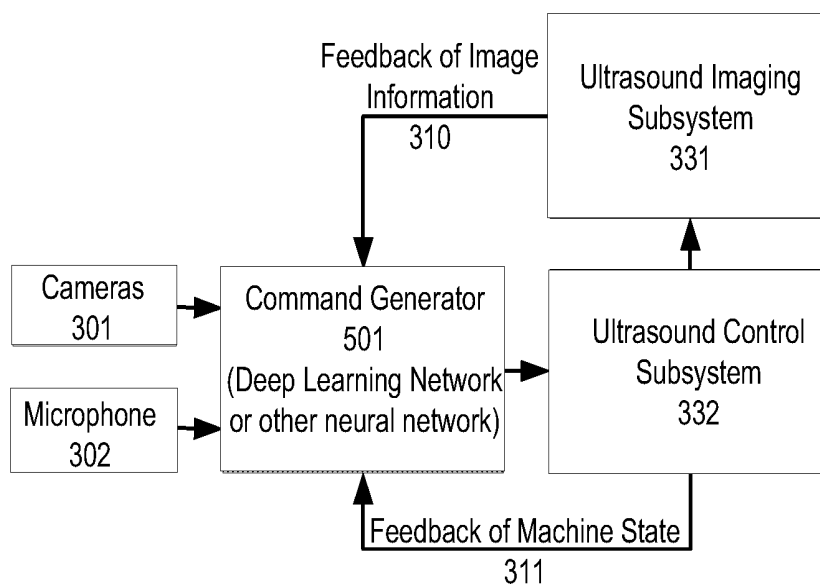 Feedback of Image
Information
310
Ultrasound Imaging
Subsystem
331
Cameras
301
Microphone
302
Command Generator
501
(Deep Learning Network
or other neural network)
Ultrasound Control
Subsystem
332
Feedback of Machine State
311